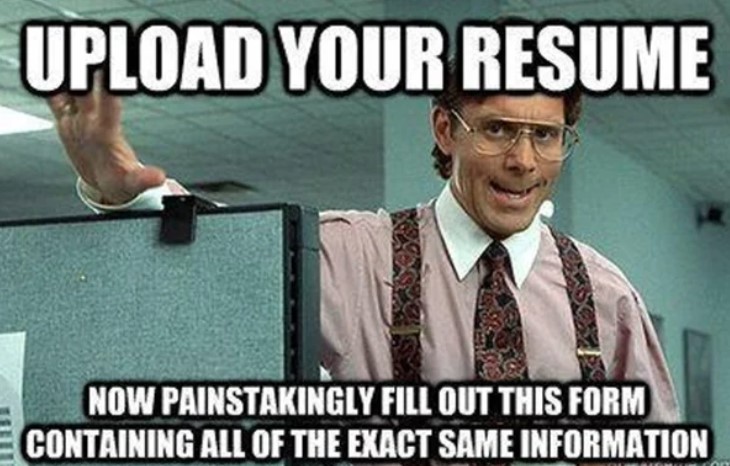 UPLOAD YOUR RESUME
NOW PAINSTAKINGLY FILL OUT THIS FORM
CONTAINING ALL OF THE EXACT SAME INFORMATION